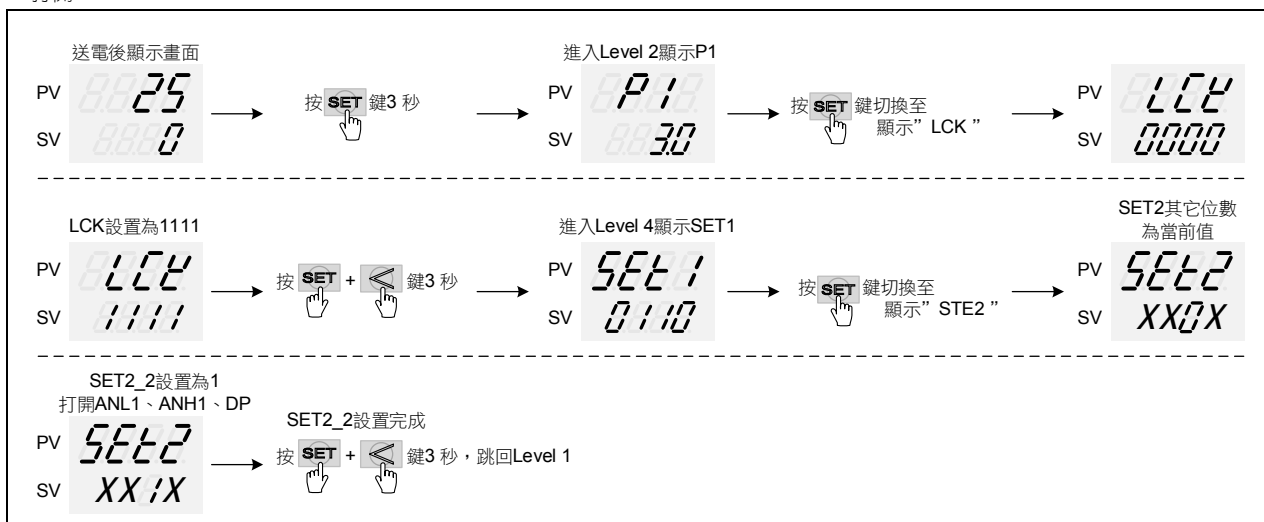 送電後顯示畫面
PV 25
SV 0
按 SET 鍵3 秒
進入Level 2顯示P1
PV P1
SV 3.0
按 SET 鍵切換至
顯示” LCK ”
PV LCK
SV 0000
LCK設置為1111
PV LCK
SV 1111
按 SET + < 鍵3 秒
進入Level 4顯示SET1
PV SEt1
SV 0110
按 SET 鍵切換至
顯示” STE2 ”
SET2其它位數
為當前值
PV SEt2
SV XX0X
SET2_2設置為1
打開ANL1、ANH1、DP
PV SEt2
SV XX1X
SET2_2設置完成
按 SET + < 鍵3 秒，跳回Level 1